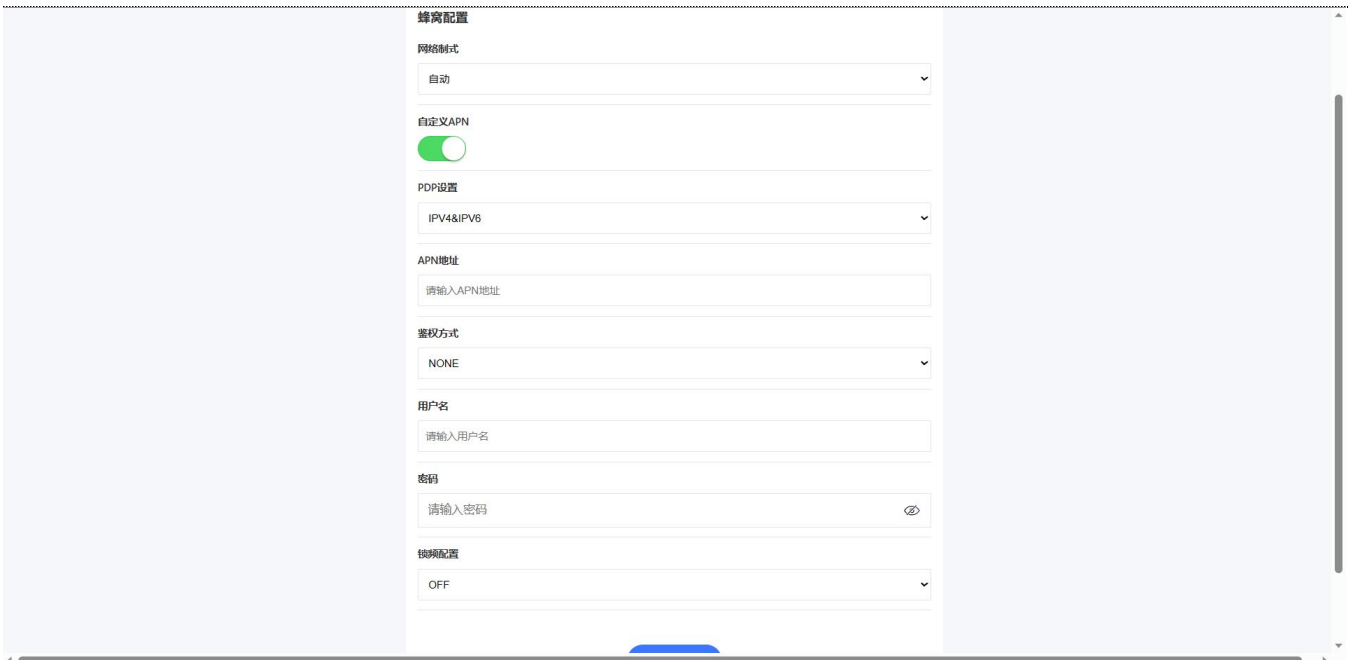 蜂窝配置
网络制式
自动
自定义APN
PDP设置
IPV4&IPV6
APN地址
请输入APN地址
鉴权方式
NONE
用户名
请输入用户名
密码
请输入密码
锁频配置
OFF